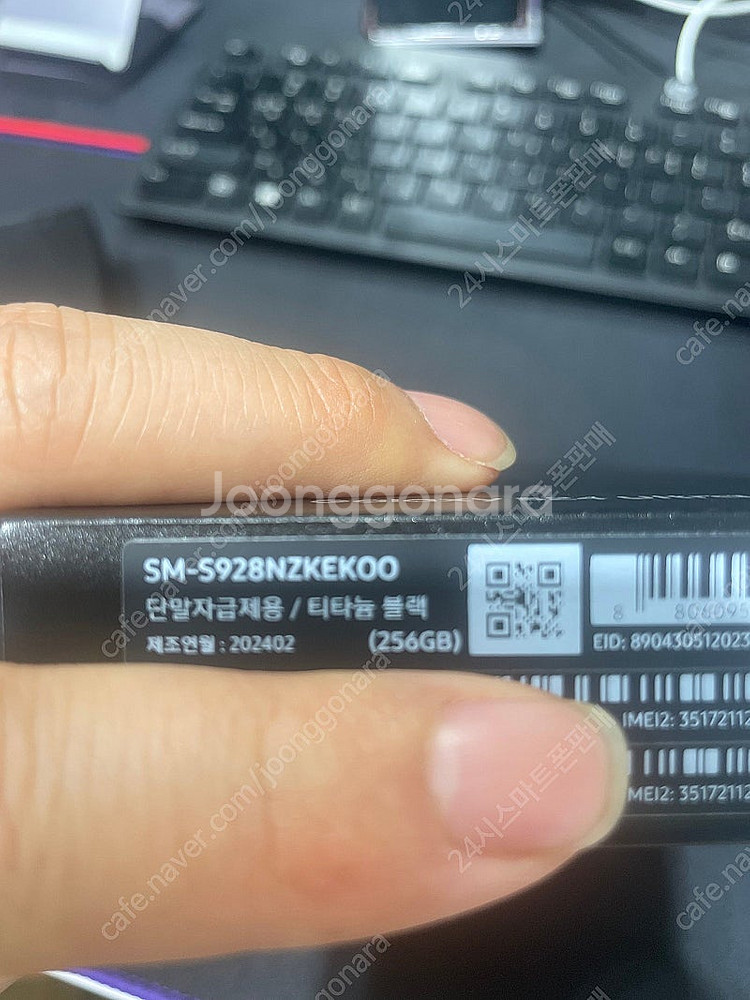 Joonggonara
SM-S928NZKEKOO
단말자급제용 / 티타늄 블랙
제조연월 : 202402
(256GB)
8 806095
EID: 890430512023
IMEI2: 35172112
IMEI2: 35172112
cafe.naver.com/joonggonara
24시스마트폰판매